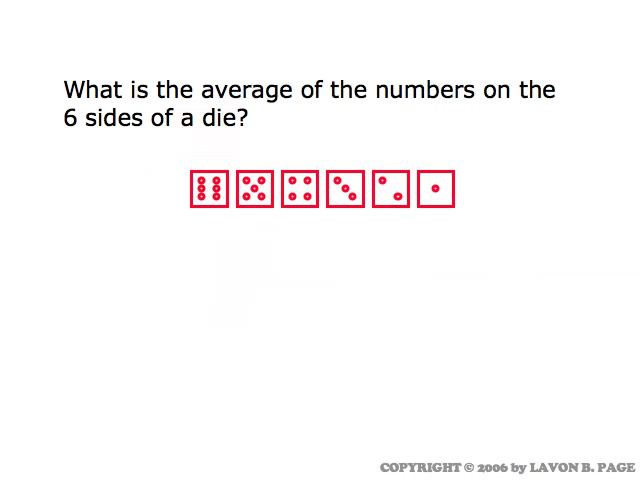 What is the average of the numbers on the
6 sides of a die?
COPYRIGHT © 2006 by LAVON B. PAGE